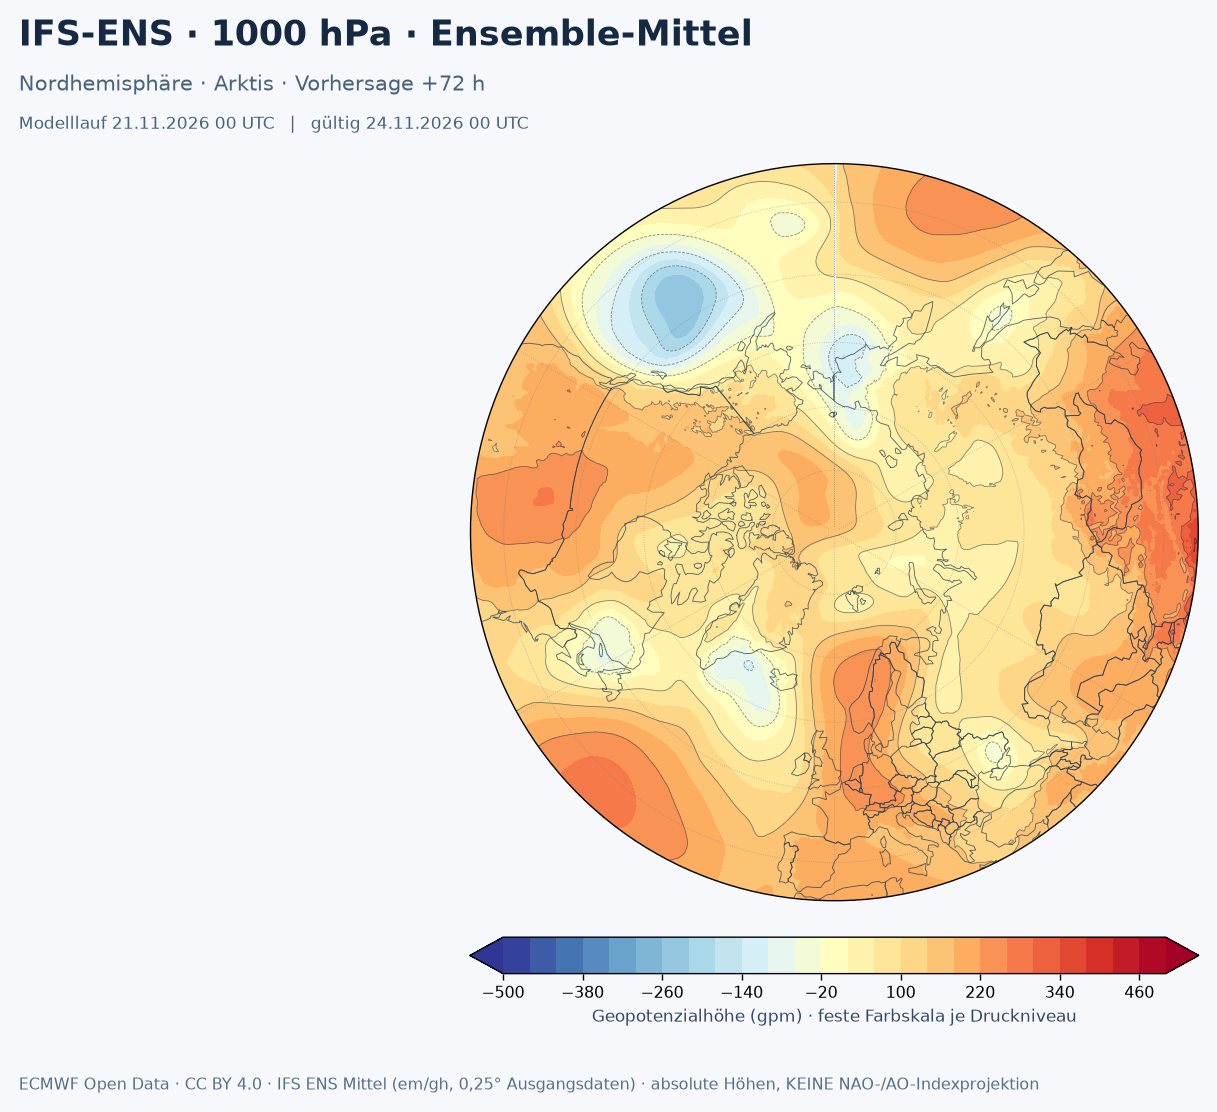 IFS-ENS · 1000 hPa · Ensemble-Mittel
Nordhemisphäre · Arktis · Vorhersage +72 h
Modelllauf 21.11.2026 00 UTC | gültig 24.11.2026 00 UTC
−500 −380 −260 −140 −20 100 220 340 460
Geopotenzialhöhe (gpm) · feste Farbskala je Druckniveau
ECMWF Open Data · CC BY 4.0 · IFS ENS Mittel (em/gh, 0,25° Ausgangsdaten) · absolute Höhen, KEINE NAO-/AO-Indexprojektion